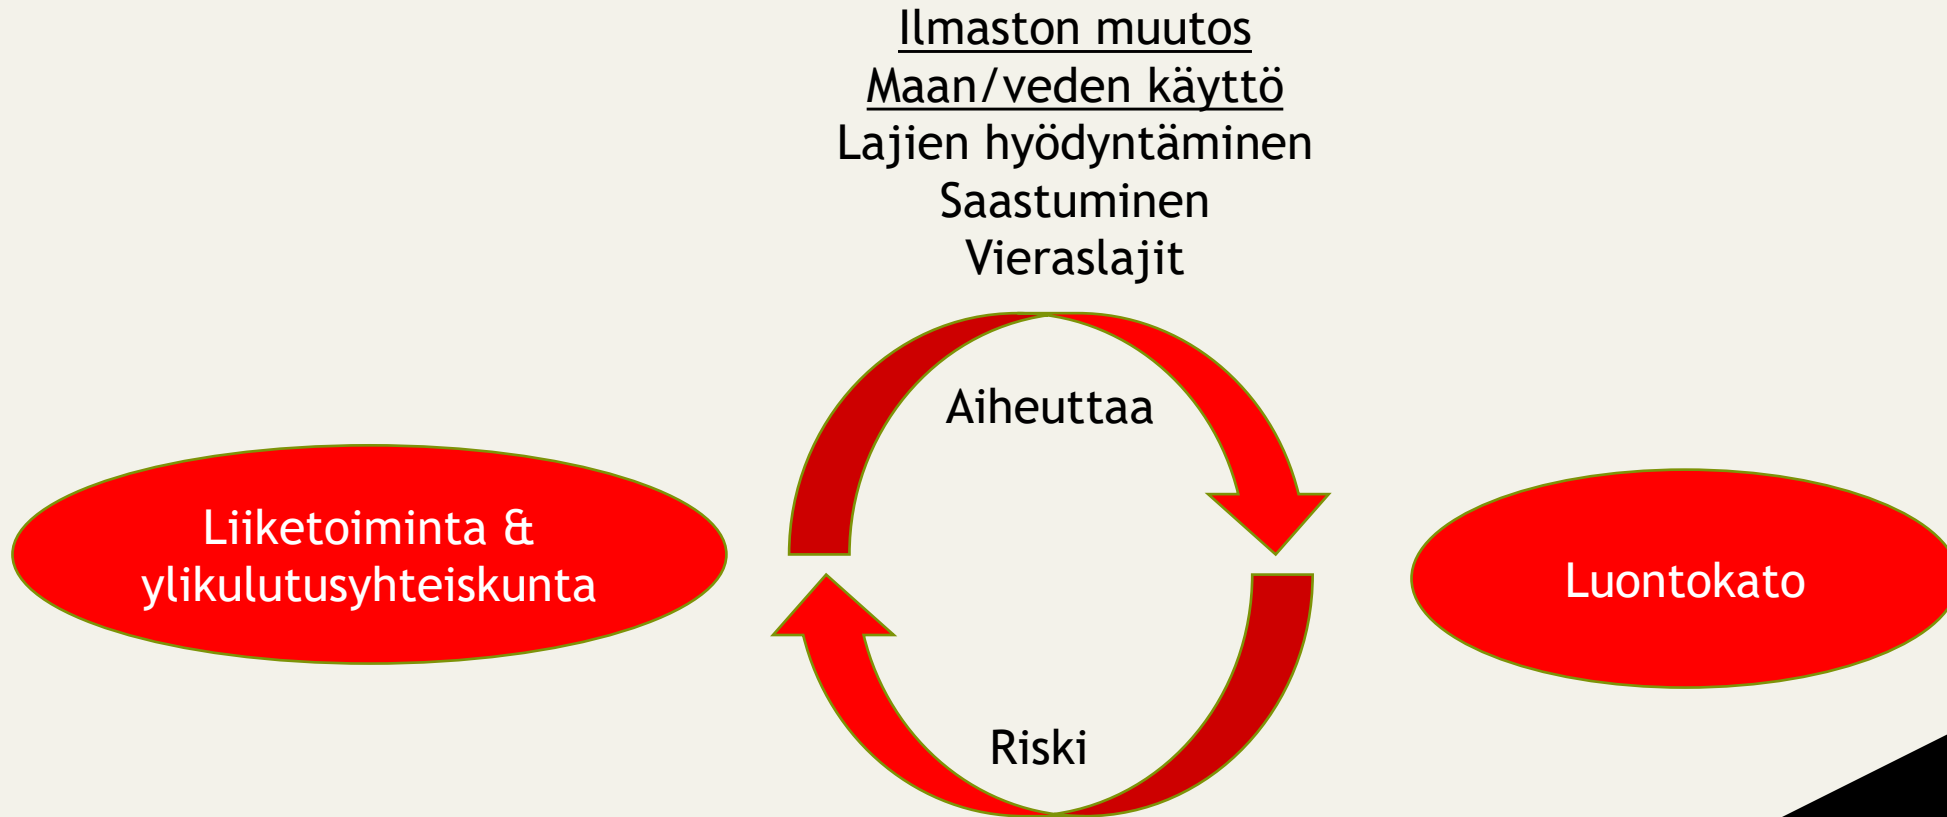 Ilmaston muutos
Maan/veden käyttö
Lajien hyödyntäminen
Saastuminen
Vieraslajit
Aiheuttaa
Liiketoiminta &
ylikulutusyhteiskunta
Luontokato
Riski